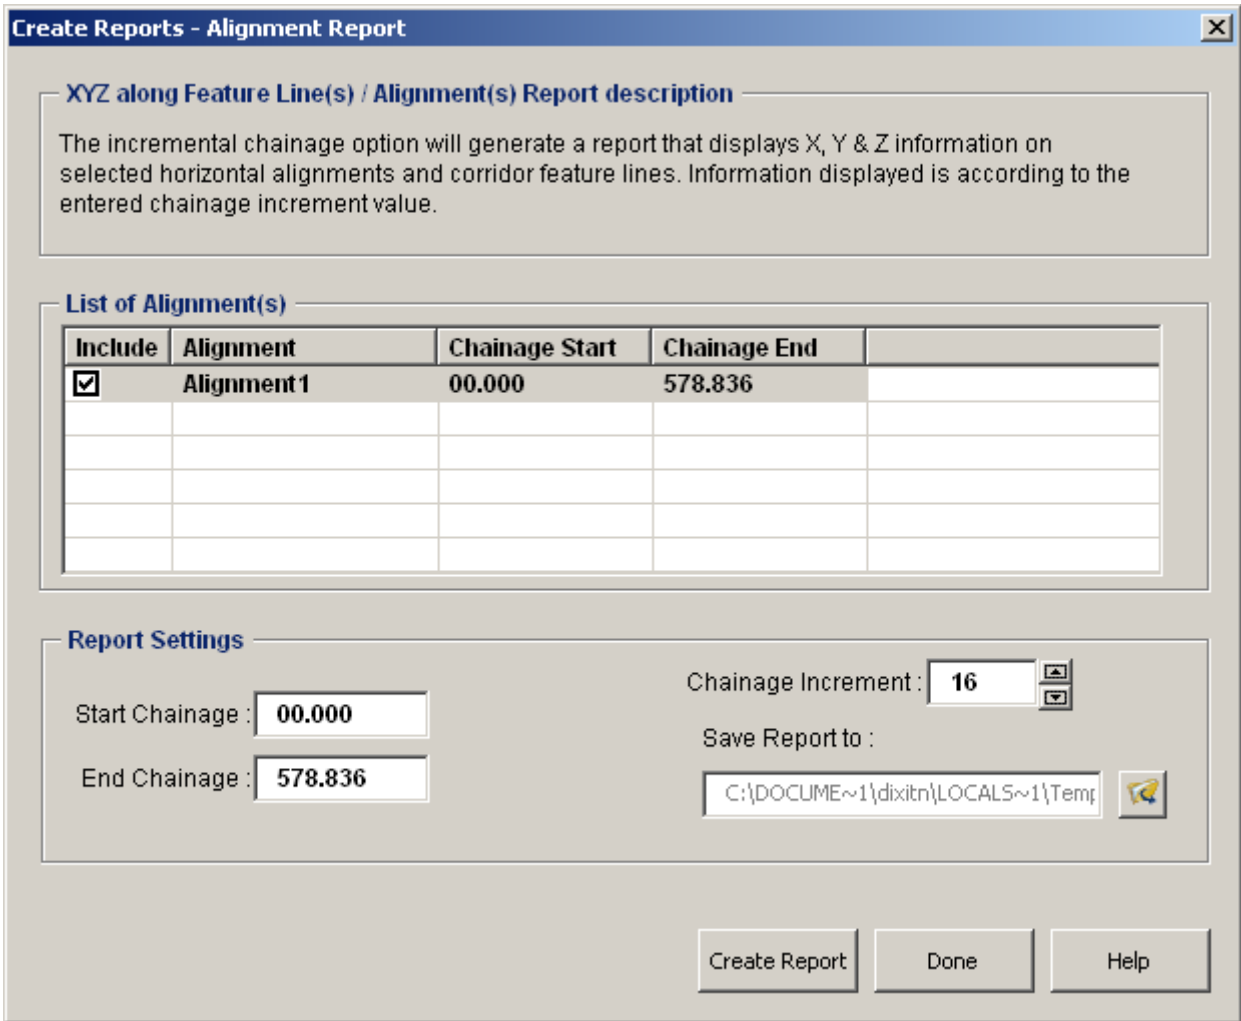 Create Reports - Alignment Report
XYZ along Feature Line(s) / Alignment(s) Report description
The incremental chainage option will generate a report that displays X, Y & Z information on
selected horizontal alignments and corridor feature lines. Information displayed is according to the
entered chainage increment value.
List of Alignment(s)
Include Alignment Chainage Start Chainage End
Alignment1 00.000 578.836
Report Settings
Chainage Increment : 16
Start Chainage : 00.000
Save Report to :
End Chainage : 578.836
C:\DOCUME~1\dixitn\LOCALS~1\Temp
Create Report Done Help